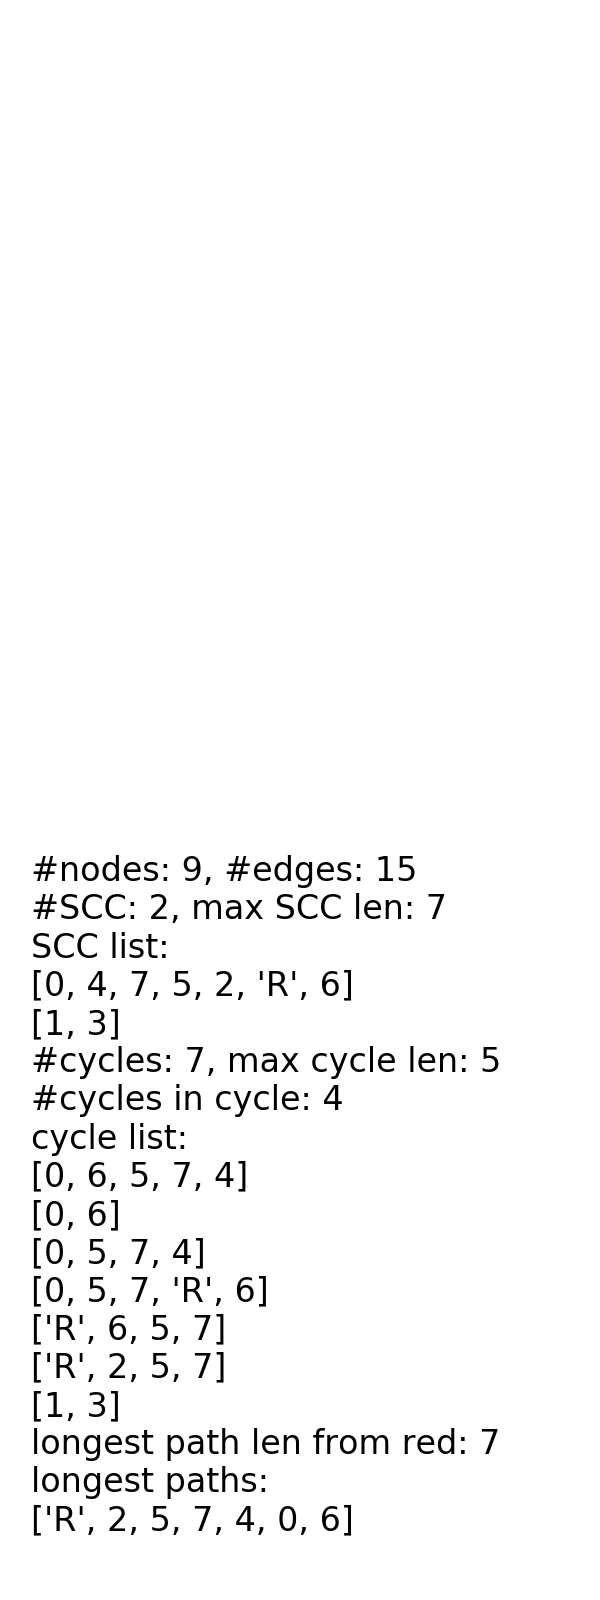 #nodes: 9, #edges: 15
#SCC: 2, max SCC len: 7
SCC list:
[0, 4, 7, 5, 2, 'R', 6]
[1, 3]
#cycles: 7, max cycle len: 5
#cycles in cycle: 4
cycle list:
[0, 6, 5, 7, 4]
[0, 6]
[0, 5, 7, 4]
[0, 5, 7, 'R', 6]
['R', 6, 5, 7]
['R', 2, 5, 7]
[1, 3]
longest path len from red: 7
longest paths:
['R', 2, 5, 7, 4, 0, 6]